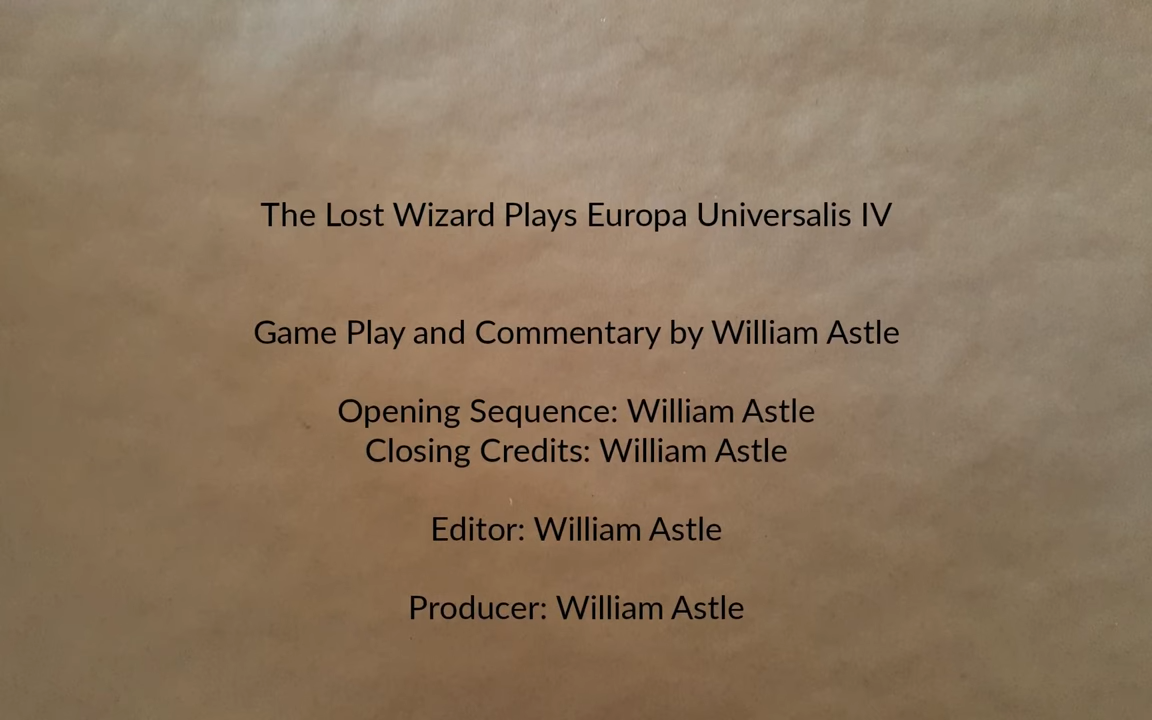 The Lost Wizard Plays Europa Universalis IV
Game Play and Commentary by William Astle
Opening Sequence: William Astle
Closing Credits: William Astle
Editor: William Astle
Producer: William Astle